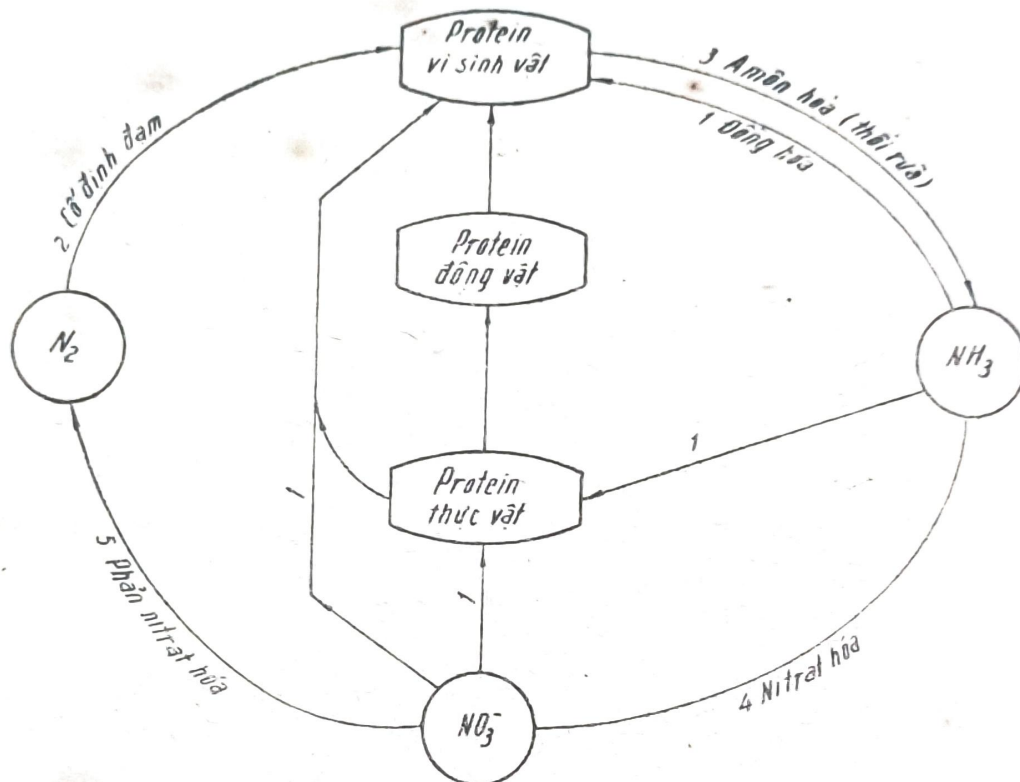 Protein
vi sinh vật
3 Amôn hoá (thối rữa)
1 Đồng hóa
2 Cố định đạm
Protein
động vật
N₂
NH₃
1
Protein
thực vật
1
1
5 Phản nitrat hóa
4 Nitrat hóa
NO₃⁻